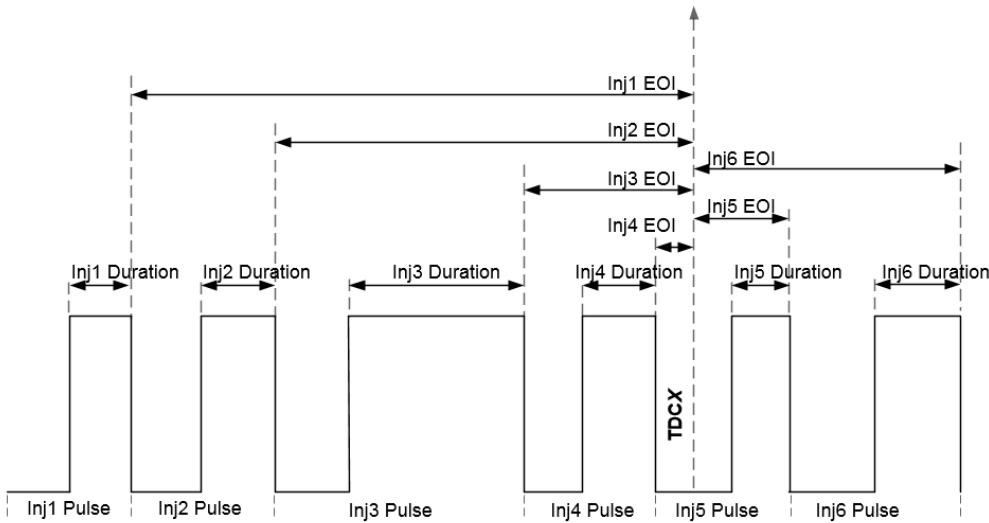 Inj1 EOI
Inj2 EOI
Inj6 EOI
Inj3 EOI
Inj5 EOI
Inj4 EOI
Inj1 Duration
Inj2 Duration
Inj3 Duration
Inj4 Duration
Inj5 Duration
Inj6 Duration
TDCX
Inj1 Pulse
Inj2 Pulse
Inj3 Pulse
Inj4 Pulse
Inj5 Pulse
Inj6 Pulse